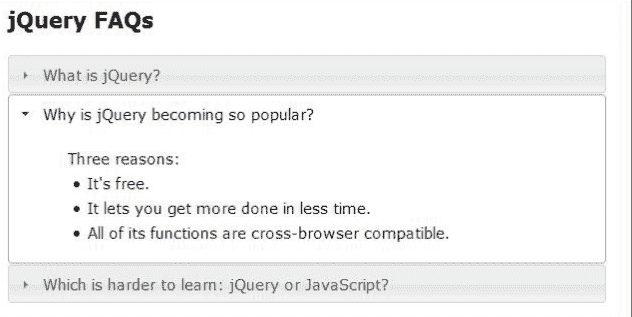 jQuery FAQs
What is jQuery?
Why is jQuery becoming so popular?
Three reasons:
• It's free.
• It lets you get more done in less time.
• All of its functions are cross-browser compatible.
Which is harder to learn: jQuery or JavaScript?